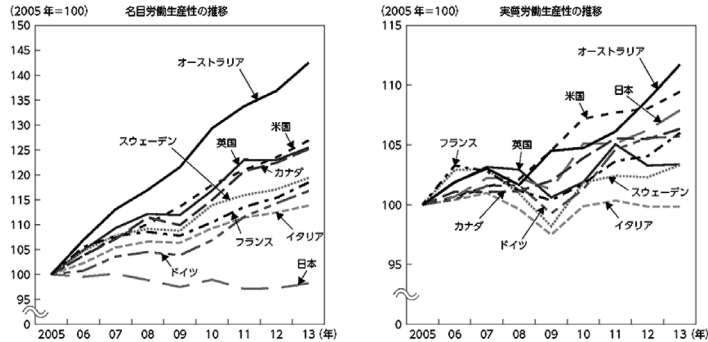 (2005年=100) 名目労働生産性の推移
150
145
140
135
130
125
120
115
110
105
100
95
0
オーストラリア
スウェーデン
英国
米国
カナダ
フランス
イタリア
ドイツ
日本
2005 06 07 08 09 10 11 12 13(年)
(2005年=100) 実質労働生産性の推移
115
110
105
100
95
0
オーストラリア
日本
米国
フランス
英国
カナダ
ドイツ
スウェーデン
イタリア
2005 06 07 08 09 10 11 12 13(年)